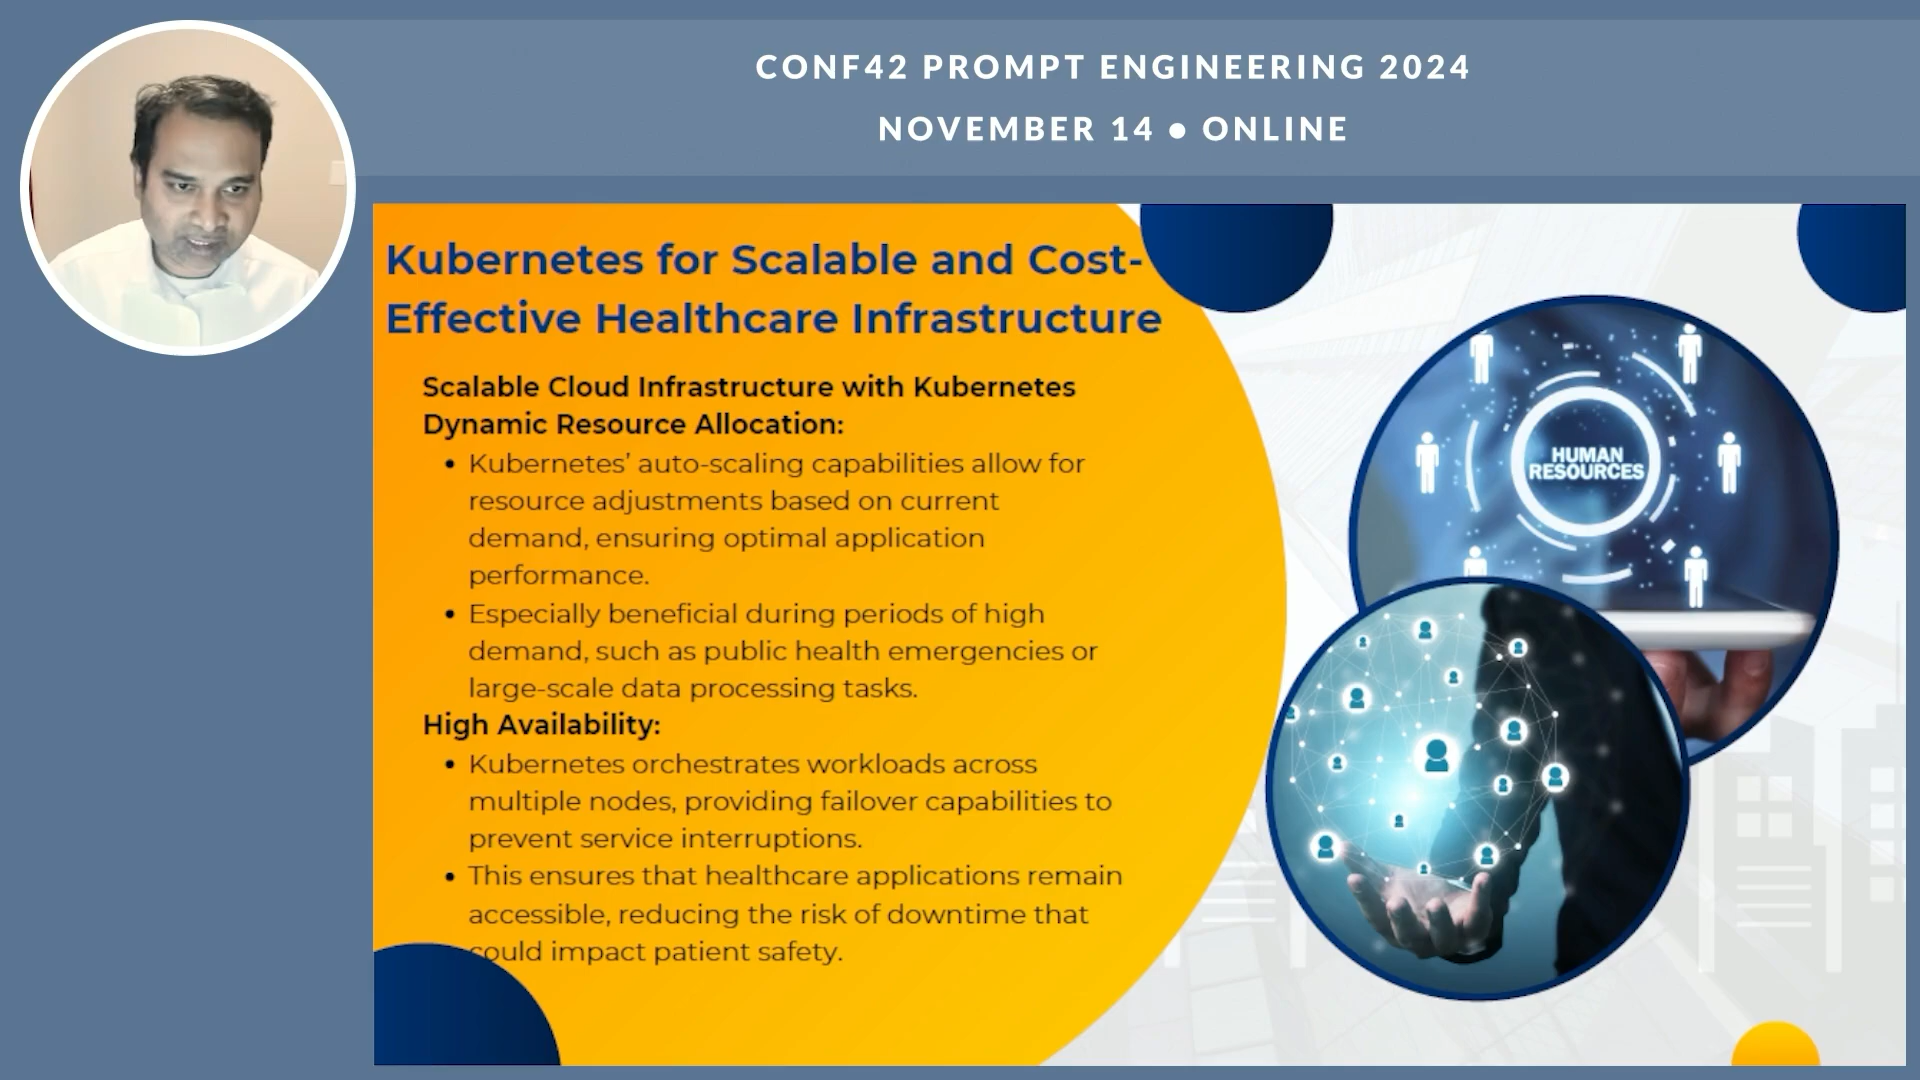 CONF42 PROMPT ENGINEERING 2024
NOVEMBER 14 • ONLINE
Kubernetes for Scalable and Cost-
Effective Healthcare Infrastructure
Scalable Cloud Infrastructure with Kubernetes
Dynamic Resource Allocation:
• Kubernetes’ auto-scaling capabilities allow for
resource adjustments based on current
demand, ensuring optimal application
performance.
• Especially beneficial during periods of high
demand, such as public health emergencies or
large-scale data processing tasks.
High Availability:
• Kubernetes orchestrates workloads across
multiple nodes, providing failover capabilities to
prevent service interruptions.
• This ensures that healthcare applications remain
accessible, reducing the risk of downtime that
could impact patient safety.
HUMAN
RESOURCES